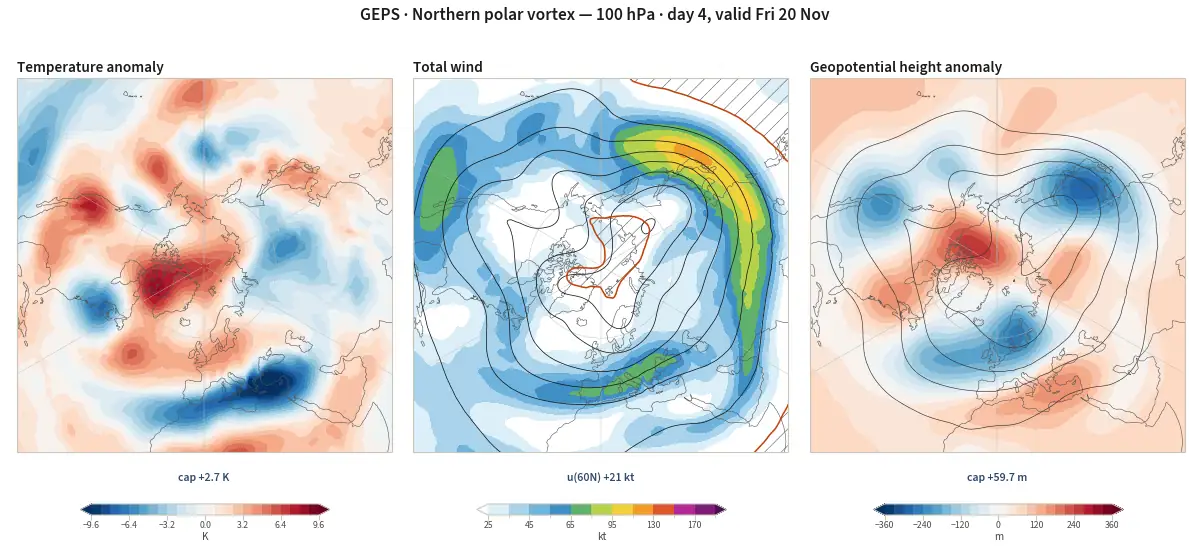 GEPS · Northern polar vortex — 100 hPa · day 4, valid Fri 20 Nov
Temperature anomaly
Total wind
Geopotential height anomaly
cap +2.7 K
u(60N) +21 kt
cap +59.7 m
−9.6 −6.4 −3.2 0.0 3.2 6.4 9.6
K
25 45 65 95 130 170
kt
−360 −240 −120 0 120 240 360
m